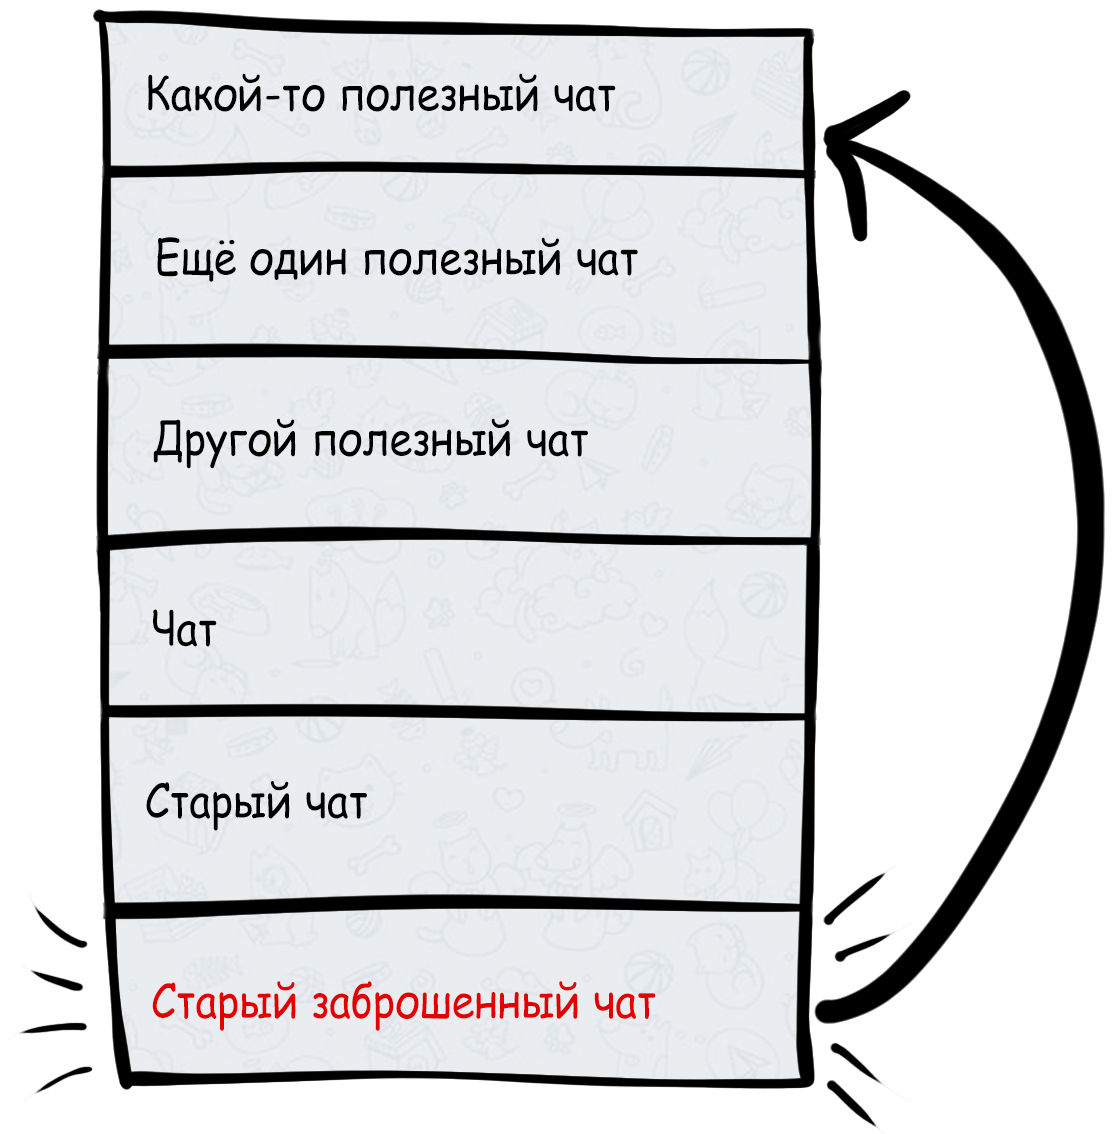 Какой-то полезный чат
Ещё один полезный чат
Другой полезный чат
Чат
Старый чат
Старый заброшенный чат